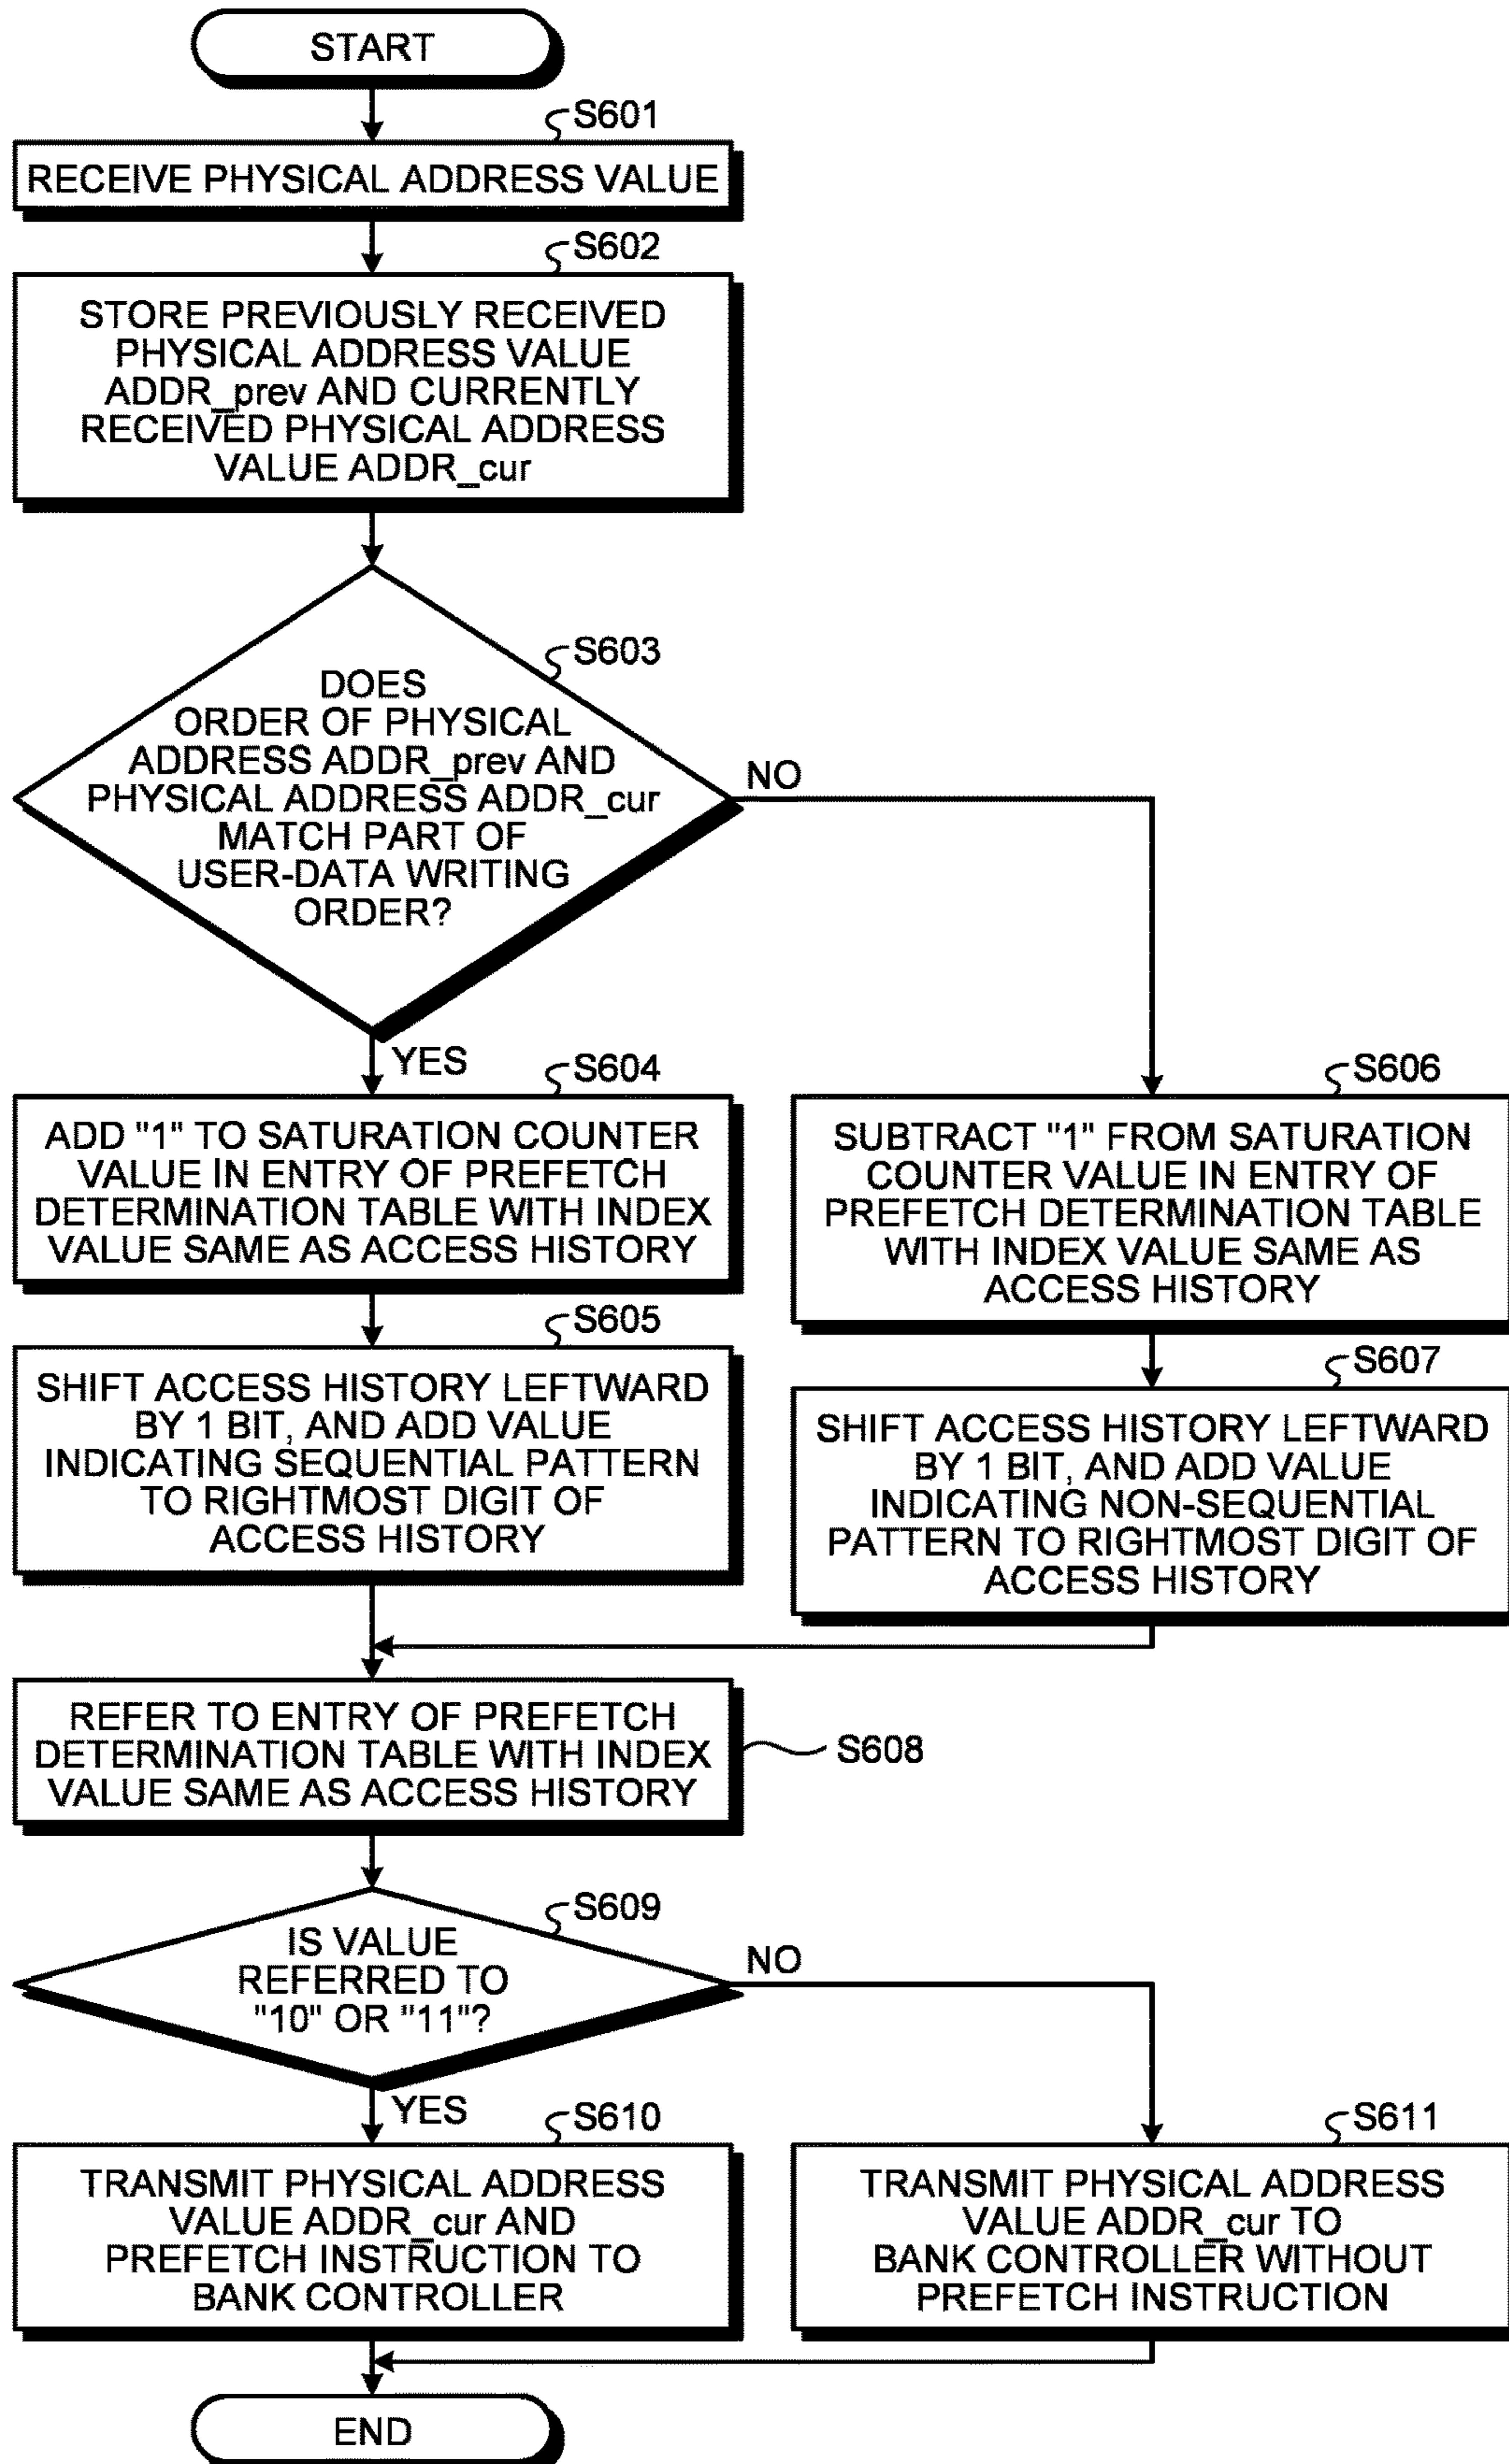 START
S601
RECEIVE PHYSICAL ADDRESS VALUE
S602
STORE PREVIOUSLY RECEIVED
PHYSICAL ADDRESS VALUE
ADDR_prev AND CURRENTLY
RECEIVED PHYSICAL ADDRESS
VALUE ADDR_cur
S603
DOES
ORDER OF PHYSICAL
ADDRESS ADDR_prev AND
PHYSICAL ADDRESS ADDR_cur
MATCH PART OF
USER-DATA WRITING
ORDER?
NO
YES
S604
ADD "1" TO SATURATION COUNTER
VALUE IN ENTRY OF PREFETCH
DETERMINATION TABLE WITH INDEX
VALUE SAME AS ACCESS HISTORY
S606
SUBTRACT "1" FROM SATURATION
COUNTER VALUE IN ENTRY OF
PREFETCH DETERMINATION TABLE
WITH INDEX VALUE SAME AS
ACCESS HISTORY
S605
SHIFT ACCESS HISTORY LEFTWARD
BY 1 BIT, AND ADD VALUE
INDICATING SEQUENTIAL PATTERN
TO RIGHTMOST DIGIT OF
ACCESS HISTORY
S607
SHIFT ACCESS HISTORY LEFTWARD
BY 1 BIT, AND ADD VALUE
INDICATING NON-SEQUENTIAL
PATTERN TO RIGHTMOST DIGIT OF
ACCESS HISTORY
REFER TO ENTRY OF PREFETCH
DETERMINATION TABLE WITH INDEX
VALUE SAME AS ACCESS HISTORY
S608
S609
IS VALUE
REFERRED TO
"10" OR "11"?
NO
YES
S610
TRANSMIT PHYSICAL ADDRESS
VALUE ADDR_cur AND
PREFETCH INSTRUCTION TO
BANK CONTROLLER
S611
TRANSMIT PHYSICAL ADDRESS
VALUE ADDR_cur TO
BANK CONTROLLER WITHOUT
PREFETCH INSTRUCTION
END